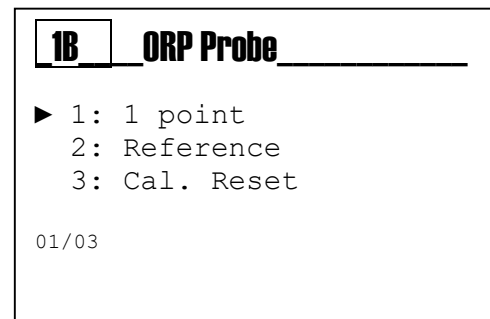 1B ORP Probe
► 1: 1 point
2: Reference
3: Cal. Reset
01/03